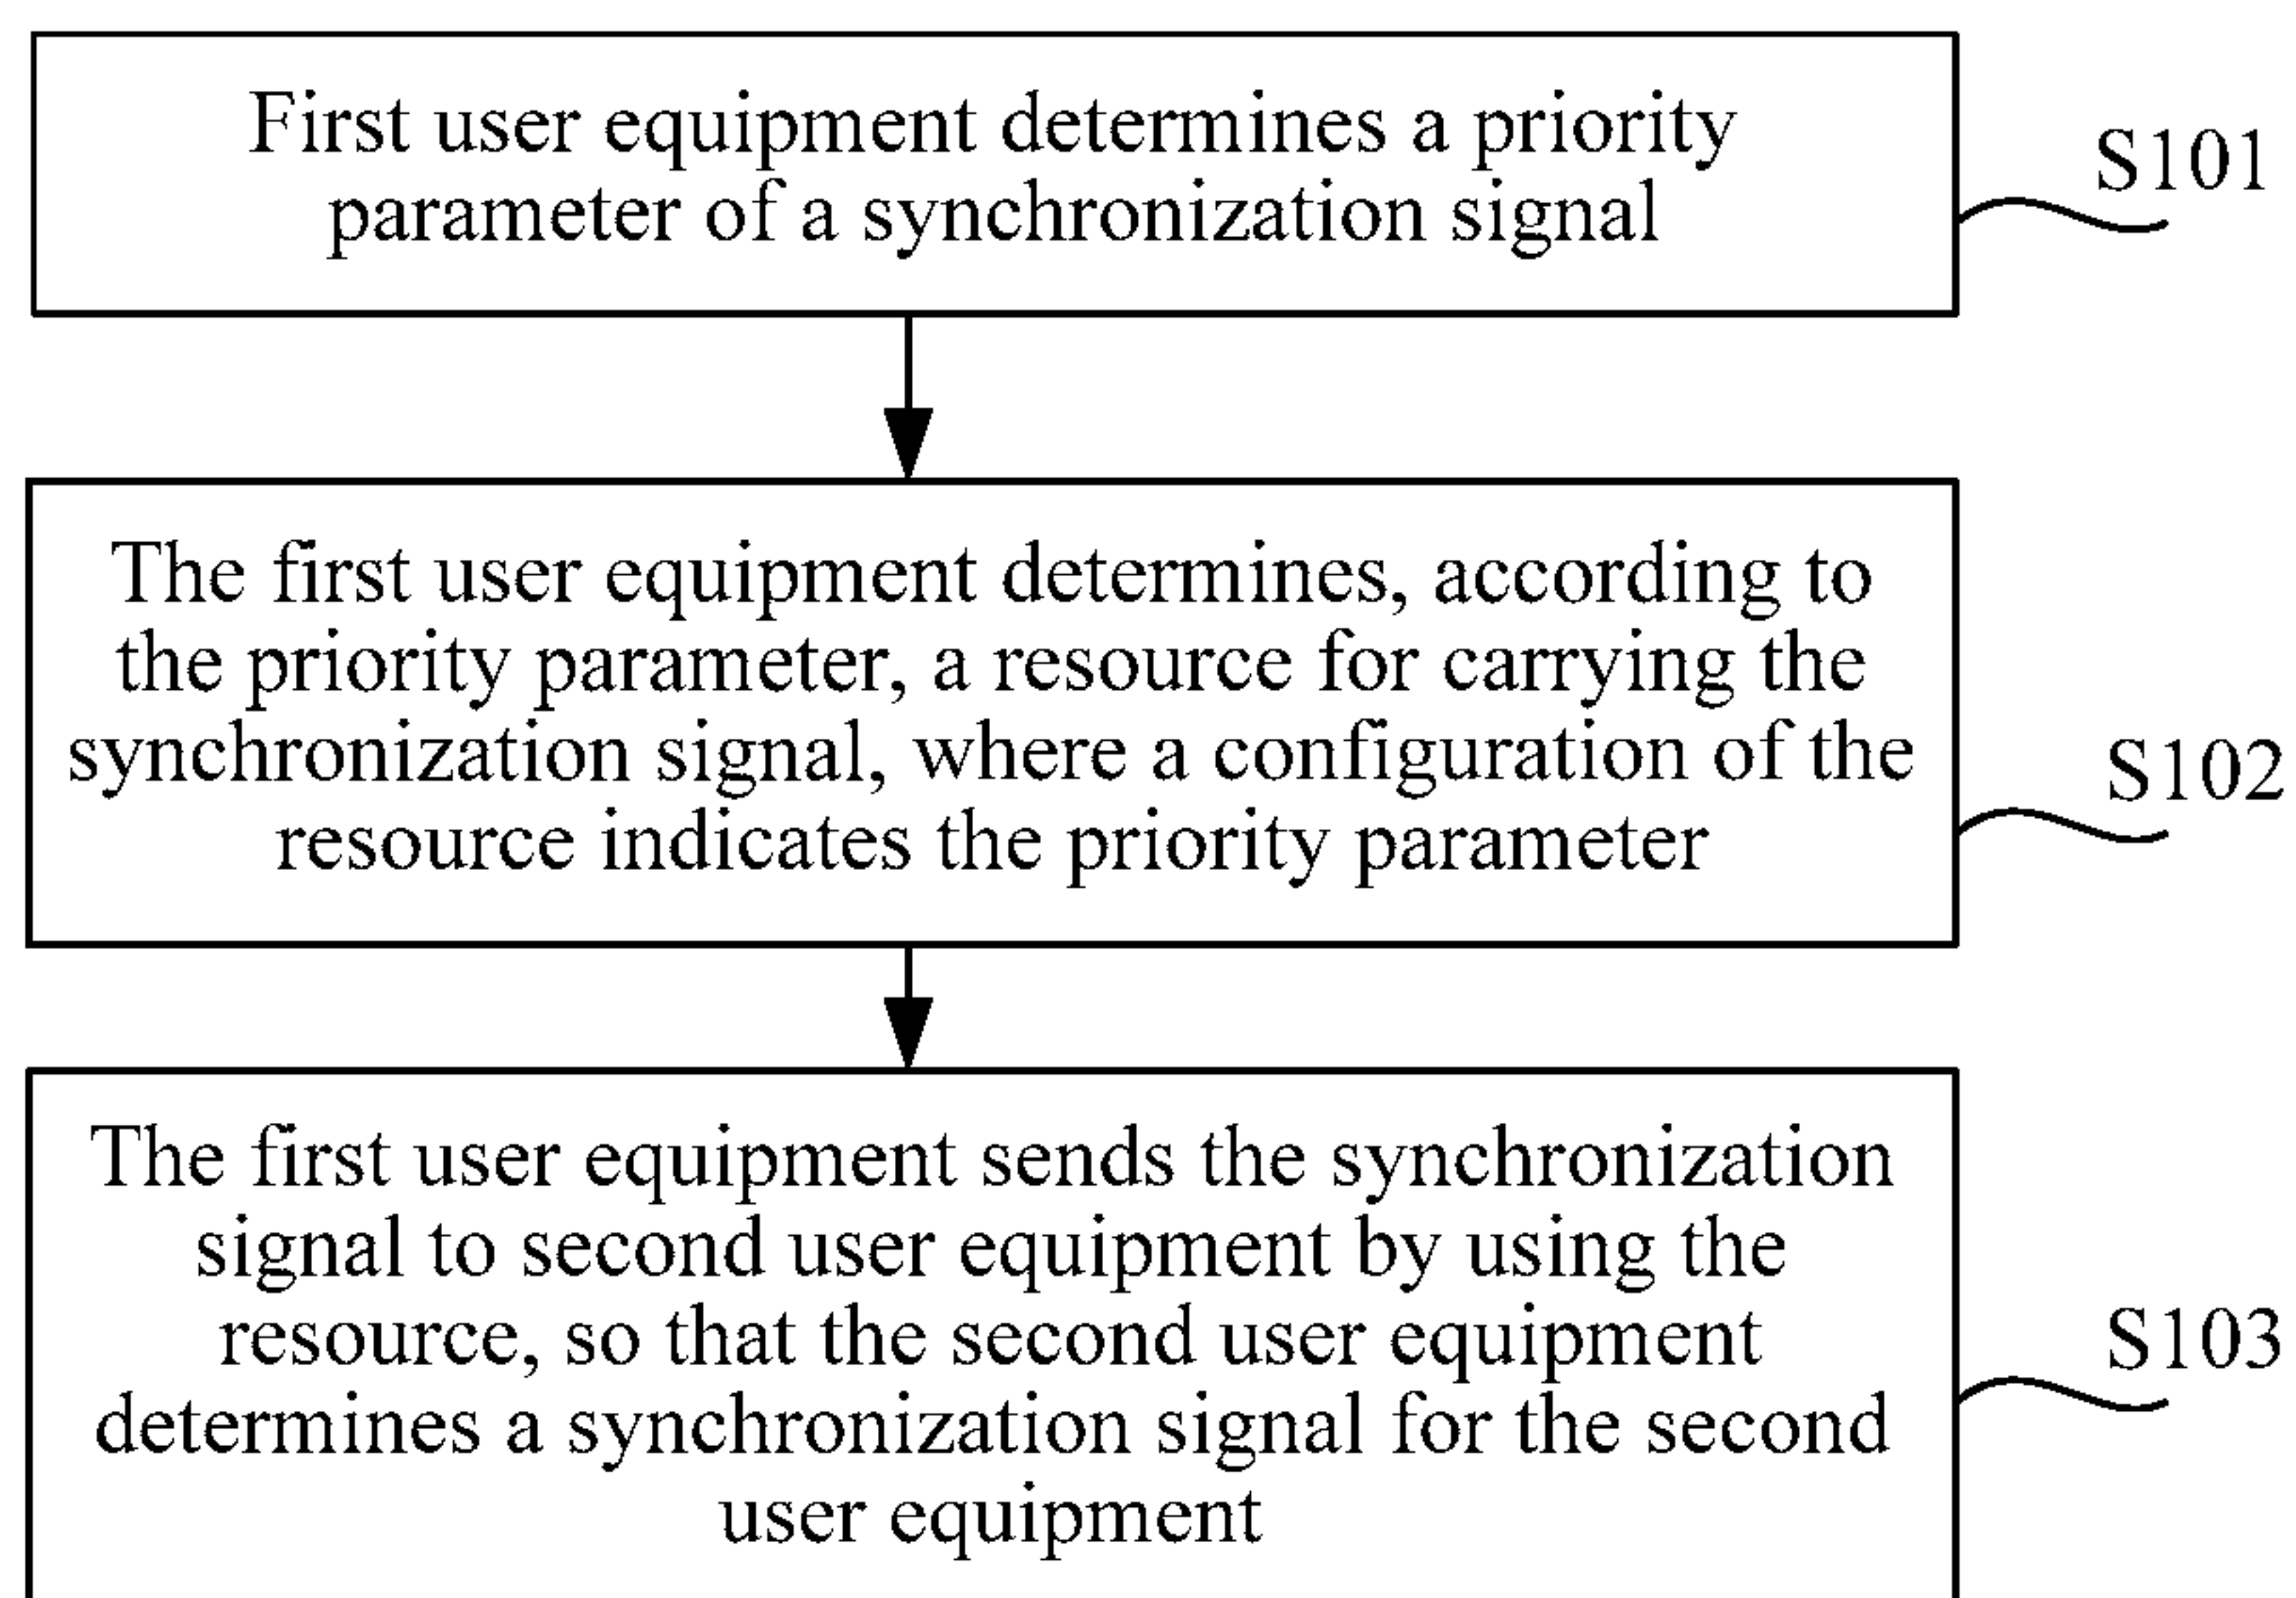 First user equipment determines a priority
parameter of a synchronization signal
S101
The first user equipment determines, according to
the priority parameter, a resource for carrying the
synchronization signal, where a configuration of the
resource indicates the priority parameter
S102
The first user equipment sends the synchronization
signal to second user equipment by using the
resource, so that the second user equipment
determines a synchronization signal for the second
user equipment
S103